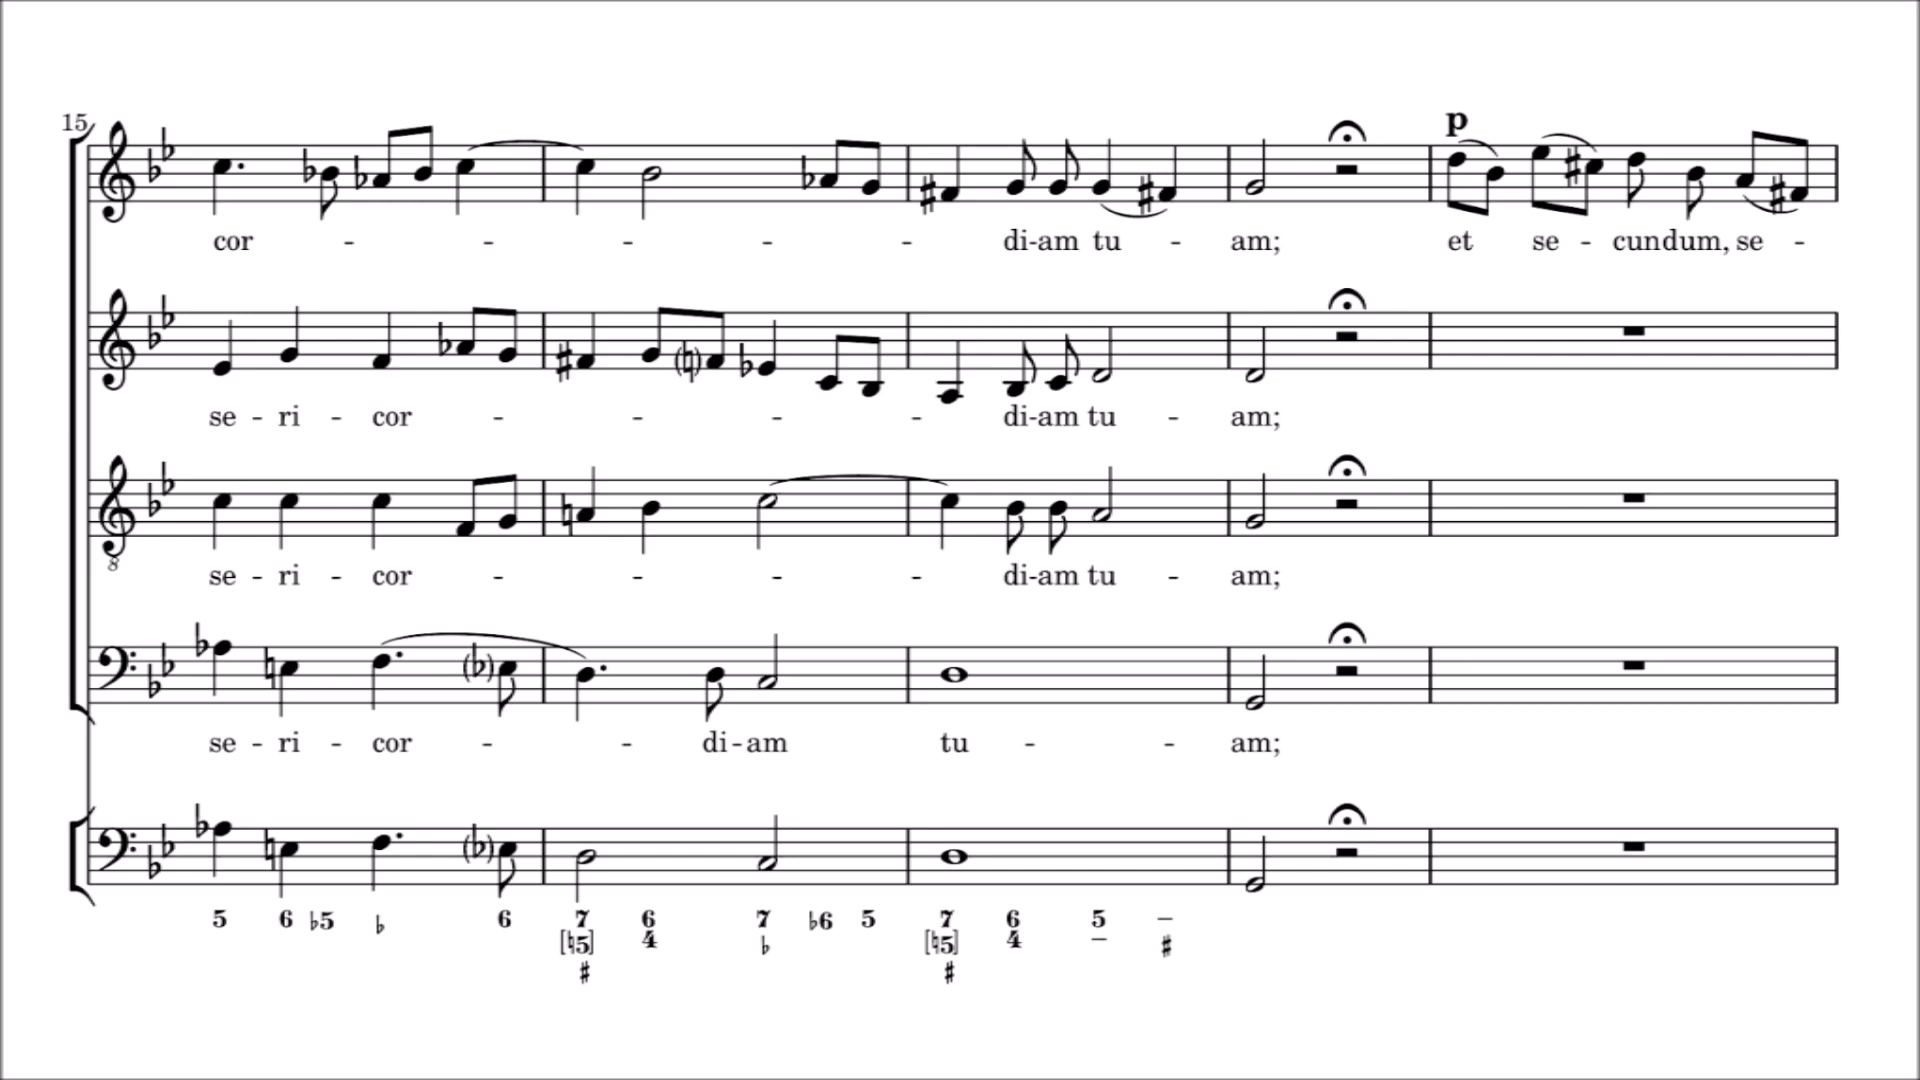 15
p
cor - - - - - di-am tu - am; et se - cundum, se -
se - ri - cor - - - - di-am tu - am;
8
se - ri - cor - - - - di-am tu - am;
se - ri - cor - - di-am tu - - am;
5 6 ♭5 ♭ 6 7 6 7 ♭6 5 7 6 5 –
[♮5] 4 ♭ [♮5] 4 – ♯
♯ ♯